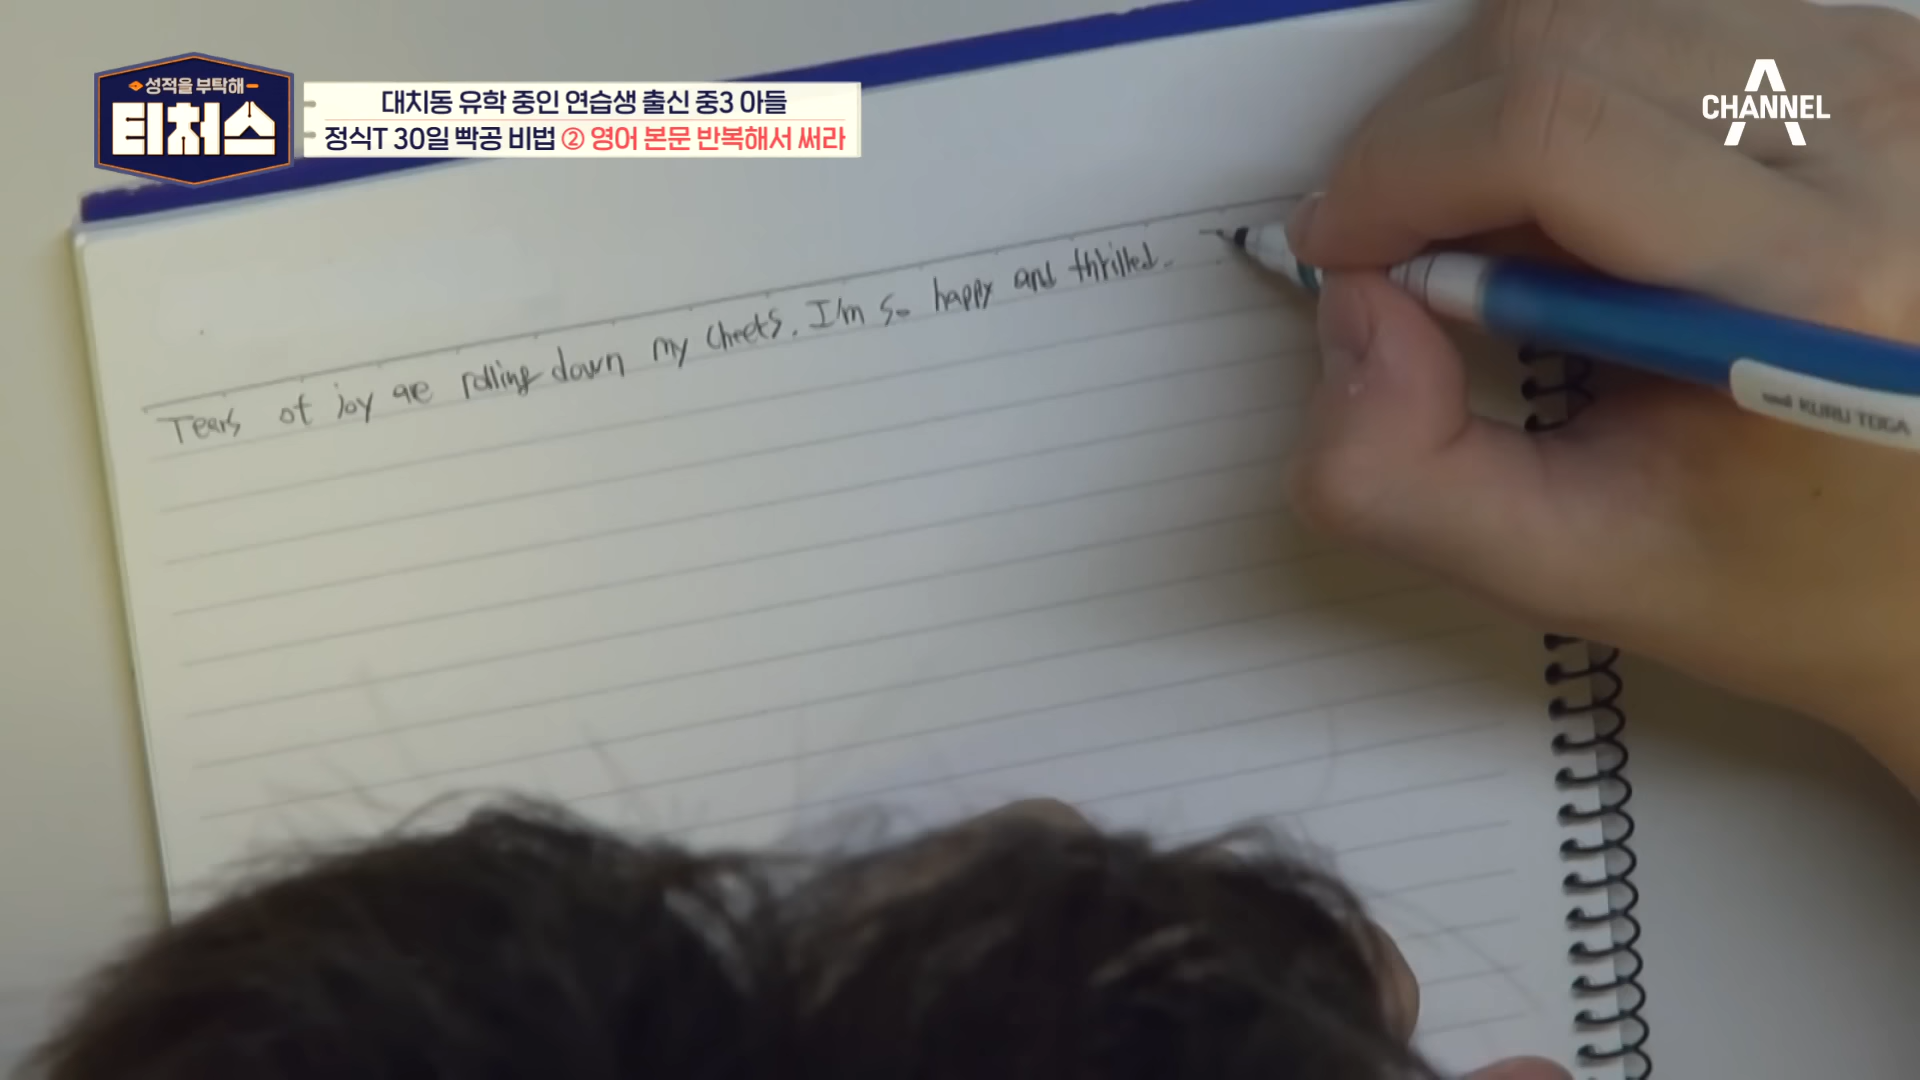 성적을 부탁해
티처스
대치동 유학 중인 연습생 출신 중3 아들
정식T 30일 빡공 비법 ② 영어 본문 반복해서 써라
CHANNEL A
Tears of joy are rolling down my cheeks. I'm so happy and thrilled.
uni KURU TOGA